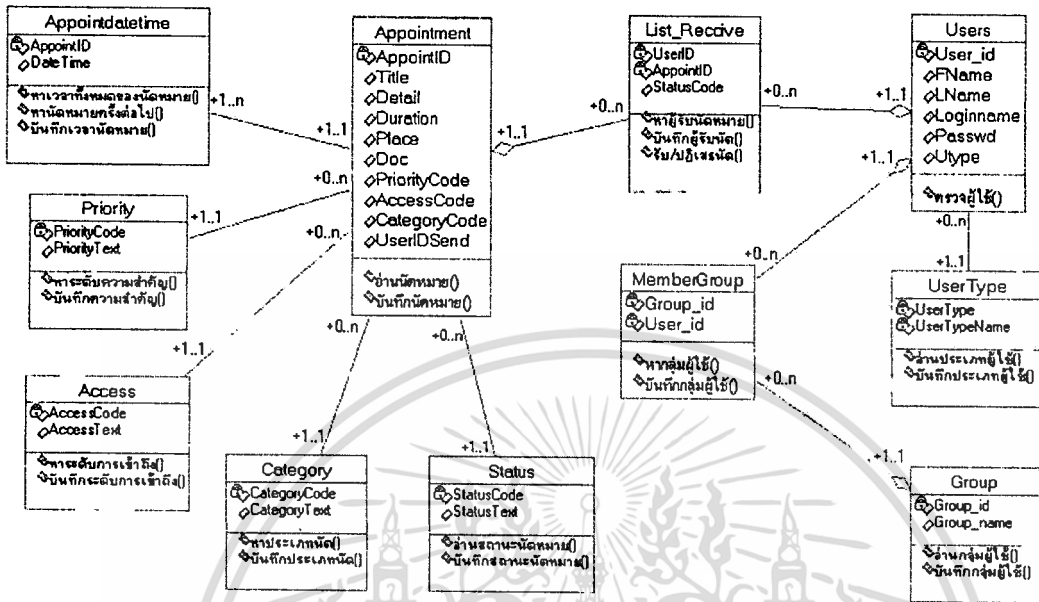 Appointdatetime
AppointID
DateTime
หาเวลาทั้งหมดของนัดหมาย()
หานัดหมายครั้งต่อไป()
บันทึกเวลานัดหมาย()
+1..n
+1..1
Appointment
AppointID
Title
Detail
Duration
Place
Doc
PriorityCode
AccessCode
CategoryCode
UserIDSend
อ่านนัดหมาย()
บันทึกนัดหมาย()
+1..1
+0..n
List_Reccive
UserID
AppointID
StatusCode
หาผู้รับนัดหมาย()
บันทึกผู้รับนัด()
รับ/ปฏิเสธนัด()
+0..n
+1..1
Users
User_id
FName
LName
Loginname
Passwd
Utype
ตรวจผู้ใช้()
+1..1
+0..n
+1..1
UserType
UserType
UserTypeName
อ่านประเภทผู้ใช้()
บันทึกประเภทผู้ใช้()
Priority
PriorityCode
PriorityText
หาระดับความสำคัญ()
บันทึกความสำคัญ()
+1..1
+0..n
+0..n
MemberGroup
Group_id
User_id
หากลุ่มผู้ใช้()
บันทึกกลุ่มผู้ใช้()
+0..n
+0..n
+1..1
Access
AccessCode
AccessText
หาระดับการเข้าถึง()
บันทึกระดับการเข้าถึง()
+1..1
+0..n
+0..n
+1..1
Category
CategoryCode
CategoryText
หาประเภทนัด()
บันทึกประเภทนัด()
+1..1
Status
StatusCode
StatusText
อ่านสถานะนัดหมาย()
บันทึกสถานะนัดหมาย()
Group
Group_id
Group_name
อ่านกลุ่มผู้ใช้()
บันทึกกลุ่มผู้ใช้()